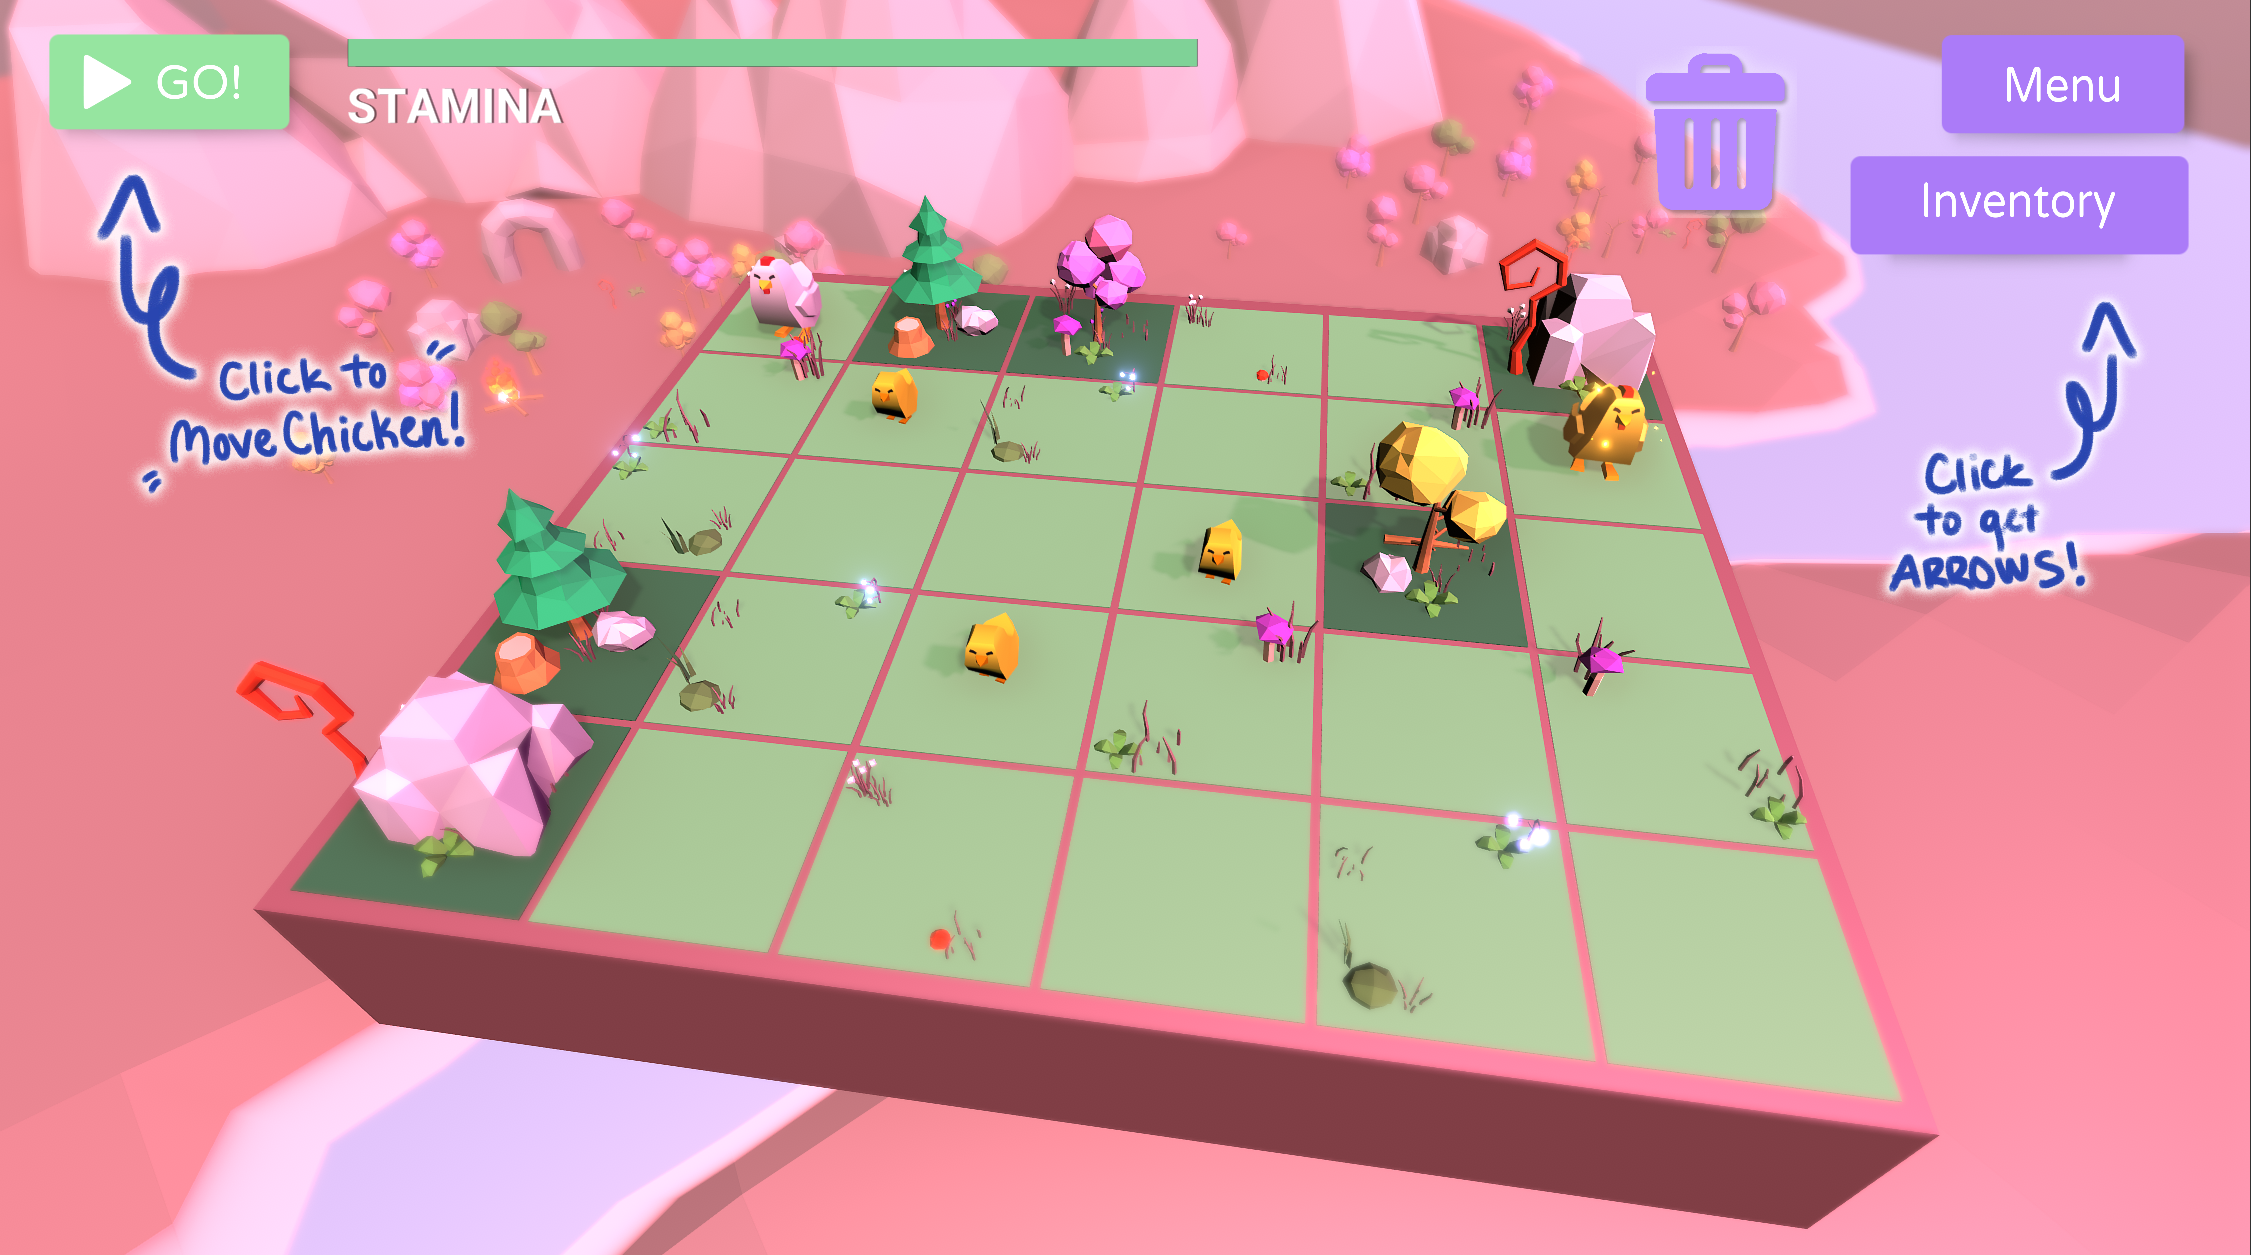 GO!
STAMINA
Menu
Inventory
Click to
Move Chicken!
Click
to get
ARROWS!